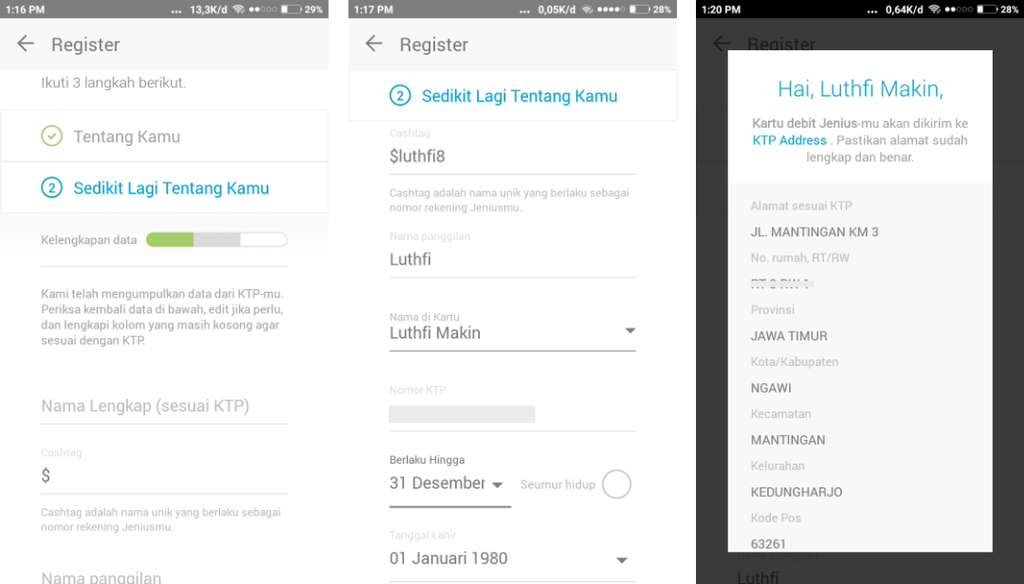 1:16 PM ... 13,3K/d 29%
Register
Ikuti 3 langkah berikut.
Tentang Kamu
2 Sedikit Lagi Tentang Kamu
Kelengkapan data
Kami telah mengumpulkan data dari KTP-mu.
Periksa kembali data di bawah, edit jika perlu,
dan lengkapi kolom yang masih kosong agar
sesuai dengan KTP.
Nama Lengkap (sesuai KTP)
Cashtag
$
Cashtag adalah nama unik yang berlaku sebagai
nomor rekening Jeniusmu.
Nama panggilan
1:17 PM ... 0,05K/d 28%
Register
2 Sedikit Lagi Tentang Kamu
Cashtag
$luthfi8
Cashtag adalah nama unik yang berlaku sebagai
nomor rekening Jeniusmu.
Nama panggilan
Luthfi
Nama di Kartu
Luthfi Makin
Nomor KTP
Berlaku Hingga
31 Desember Seumur hidup
Tanggal Lahir
01 Januari 1980
1:20 PM ... 0,64K/d 28%
Register
Hai, Luthfi Makin,
Kartu debit Jenius-mu akan dikirim ke
KTP Address . Pastikan alamat sudah
lengkap dan benar.
Alamat sesuai KTP
JL. MANTINGAN KM 3
No. rumah, RT/RW
Provinsi
JAWA TIMUR
Kota/Kabupaten
NGAWI
Kecamatan
MANTINGAN
Kelurahan
KEDUNGHARJO
Kode Pos
63261
Luthfi